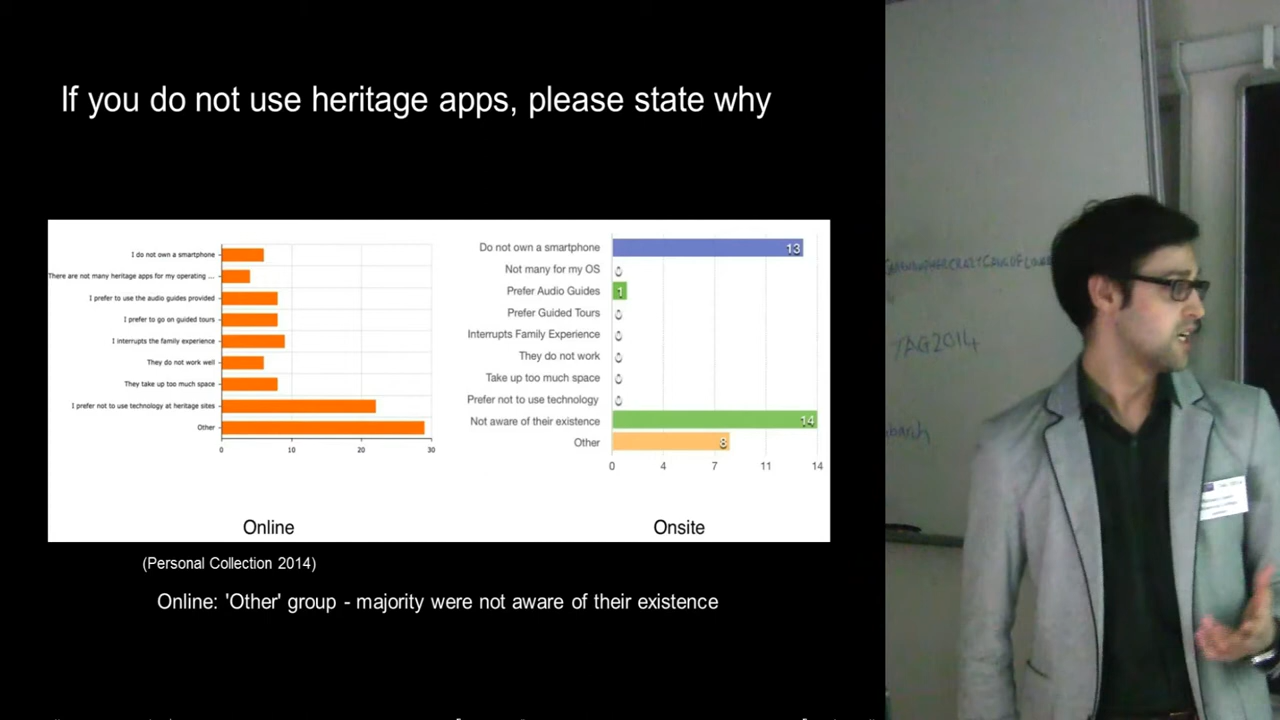 If you do not use heritage apps, please state why
I do not own a smartphone
There are not many heritage apps for my operating ...
I prefer to use the audio guides provided
I prefer to go on guided tours
I interrupts the family experience
They do not work well
They take up too much space
I prefer not to use technology at heritage sites
Other
0 10 20 30
Online
Do not own a smartphone 13
Not many for my OS 0
Prefer Audio Guides 1
Prefer Guided Tours 0
Interrupts Family Experience 0
They do not work 0
Take up too much space 0
Prefer not to use technology 0
Not aware of their existence 14
Other 8
0 4 7 11 14
Onsite
(Personal Collection 2014)
Online: 'Other' group - majority were not aware of their existence
TAG2014